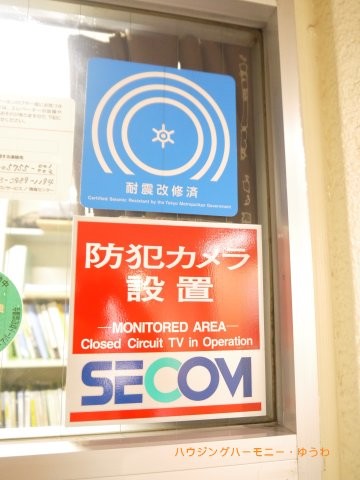 耐震改修済
Certified Seismic Resistant by the Tokyo Metropolitan Government
防犯カメラ
設置
MONITORED AREA
Closed Circuit TV in Operation
SECOM
ハウジングハーモニー・ゆうわ